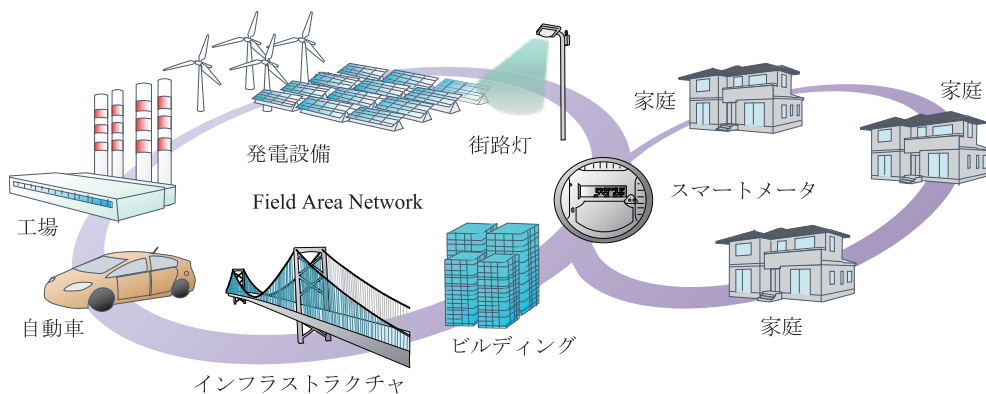 家庭
家庭
発電設備
街路灯
スマートメータ
Field Area Network
工場
家庭
自動車
ビルディング
インフラストラクチャ